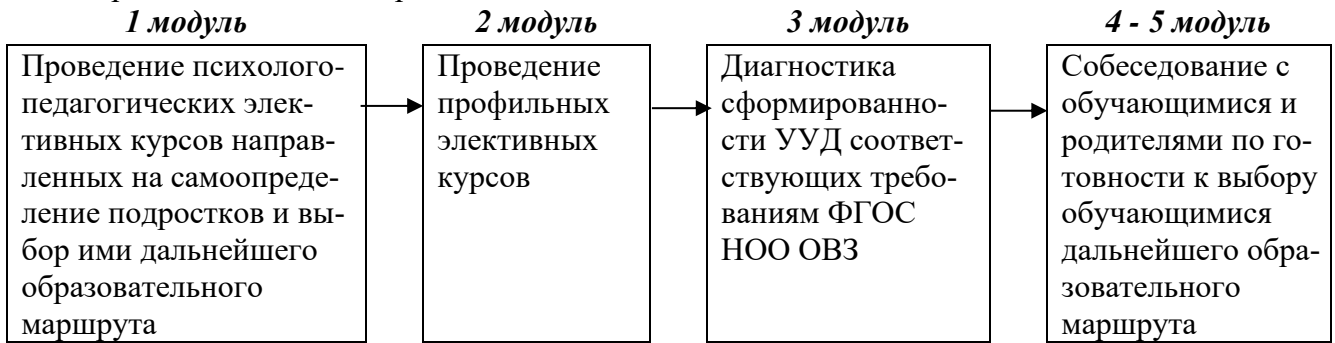 1 модуль
2 модуль
3 модуль
4 - 5 модуль
Проведение психолого-
педагогических элек-
тивных курсов направ-
ленных на самоопреде-
ление подростков и вы-
бор ими дальнейшего
образовательного
маршрута
Проведение
профильных
элективных
курсов
Диагностика
сформированно-
сти УУД соответ-
ствующих требо-
ваниям ФГОС
НОО ОВЗ
Собеседование с
обучающимися и
родителями по го-
товности к выбору
обучающимися
дальнейшего обра-
зовательного
маршрута